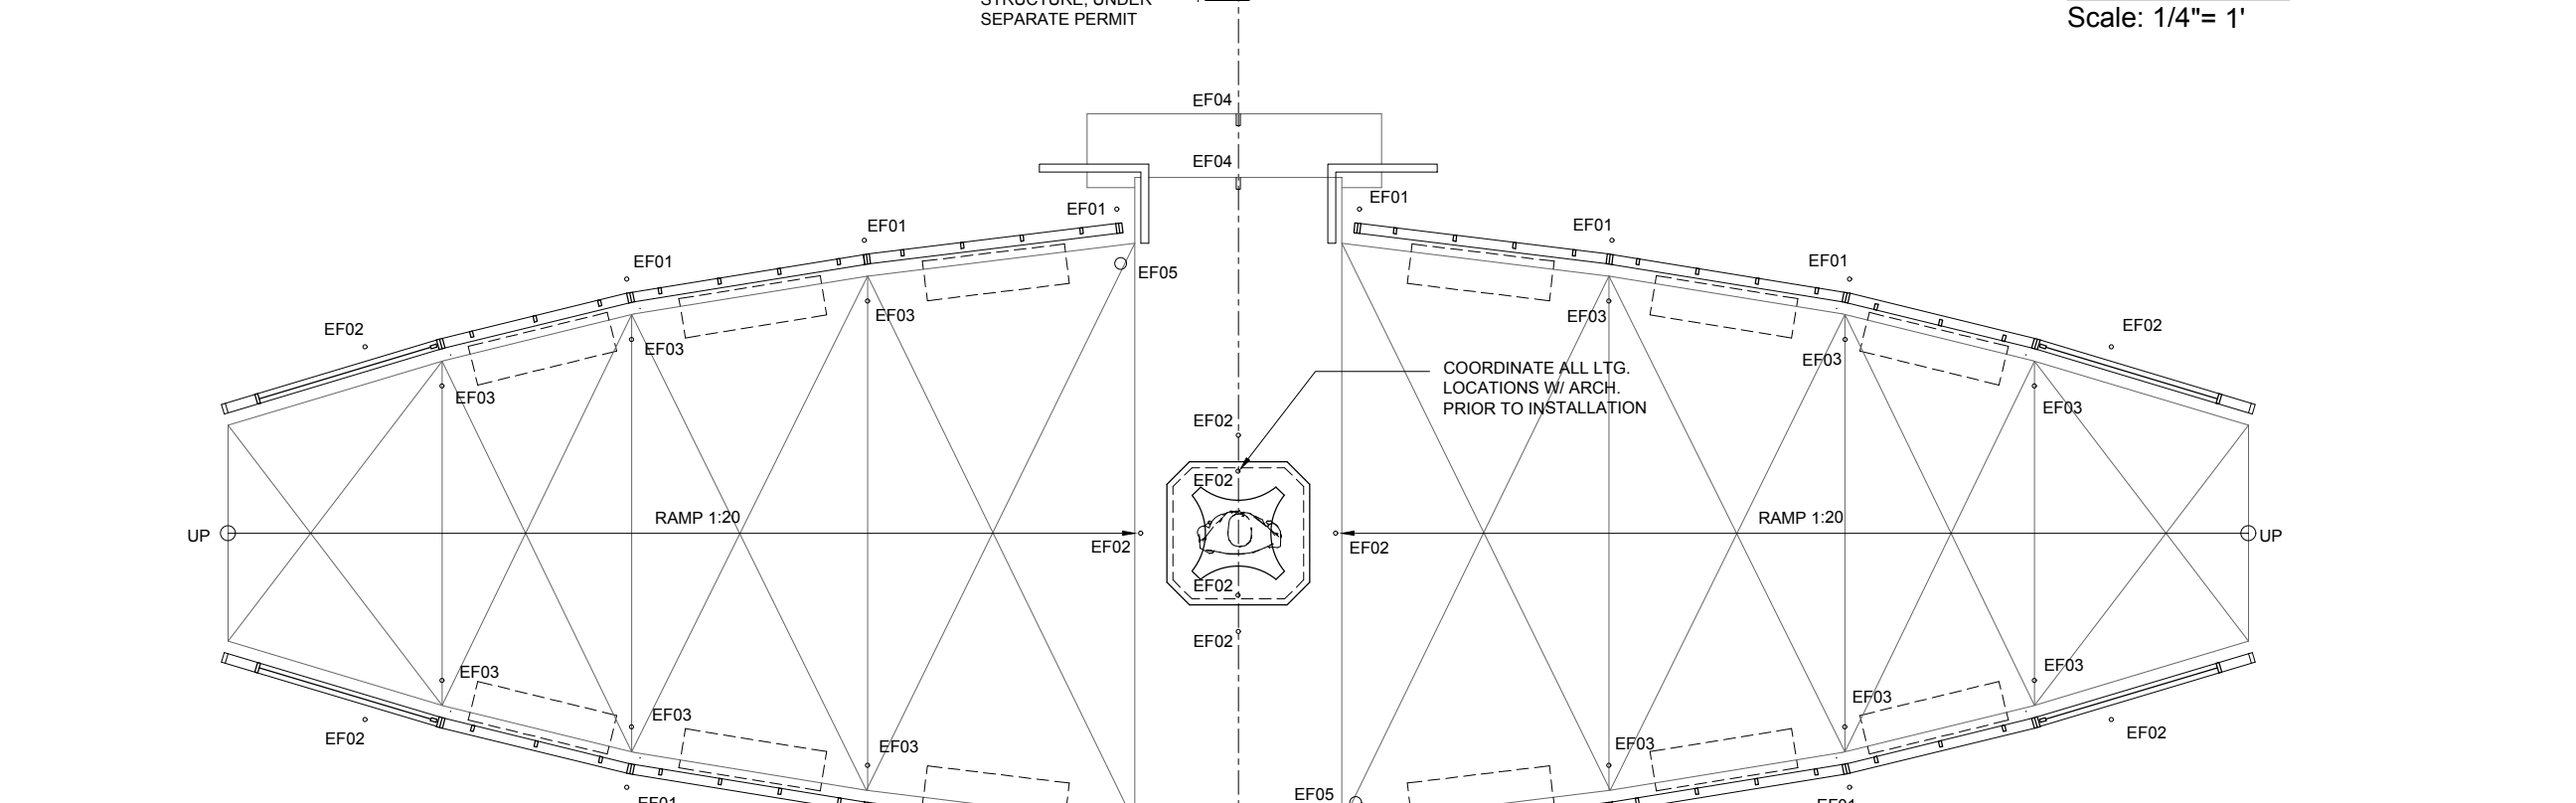 STRUCTURE, UNDER
SEPARATE PERMIT
Scale: 1/4"= 1'
EF04
EF04
EF01
EF01
EF01
EF01
EF01
EF01
EF05
EF02
EF03
EF03
EF03
EF03
EF03
EF03
EF02
COORDINATE ALL LTG.
LOCATIONS W/ ARCH.
PRIOR TO INSTALLATION
EF02
EF02
UP
RAMP 1:20
EF02
EF02
RAMP 1:20
UP
EF02
EF02
EF03
EF03
EF03
EF03
EF03
EF03
EF02
EF02
EF01
EF05
EF01